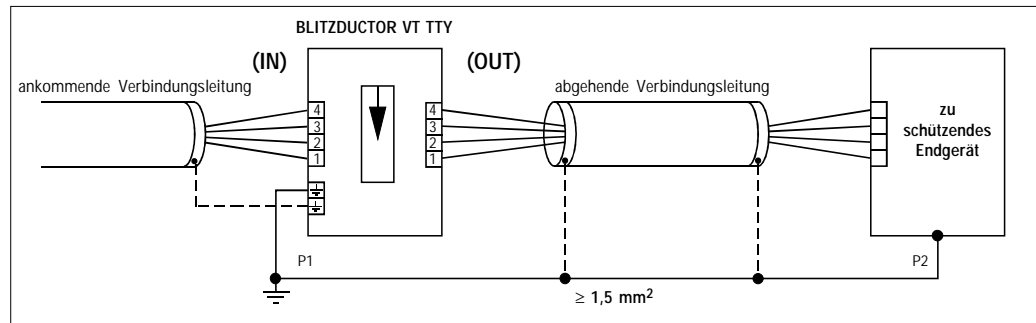 BLITZDUCTOR VT TTY
(IN)
(OUT)
ankommende Verbindungsleitung
abgehende Verbindungsleitung
4
3
2
1
4
3
2
1
zu
schützendes
Endgerät
P1
P2
≥ 1,5 mm²